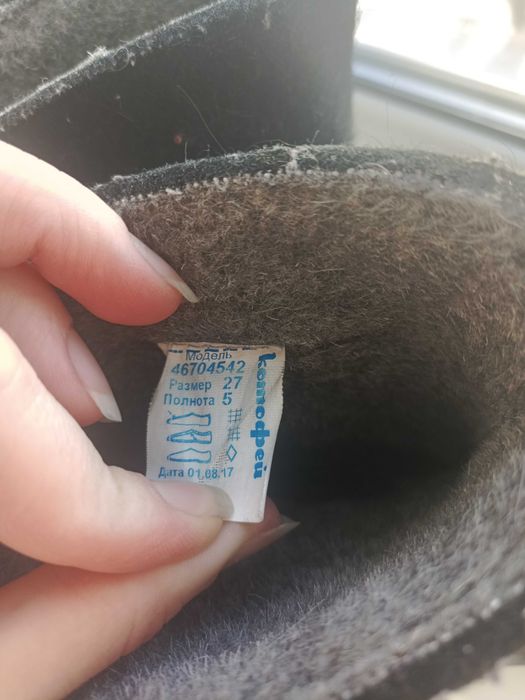 Модель
46704542
Размер 27
Полнота 5
Дата 01.08.17
котофей